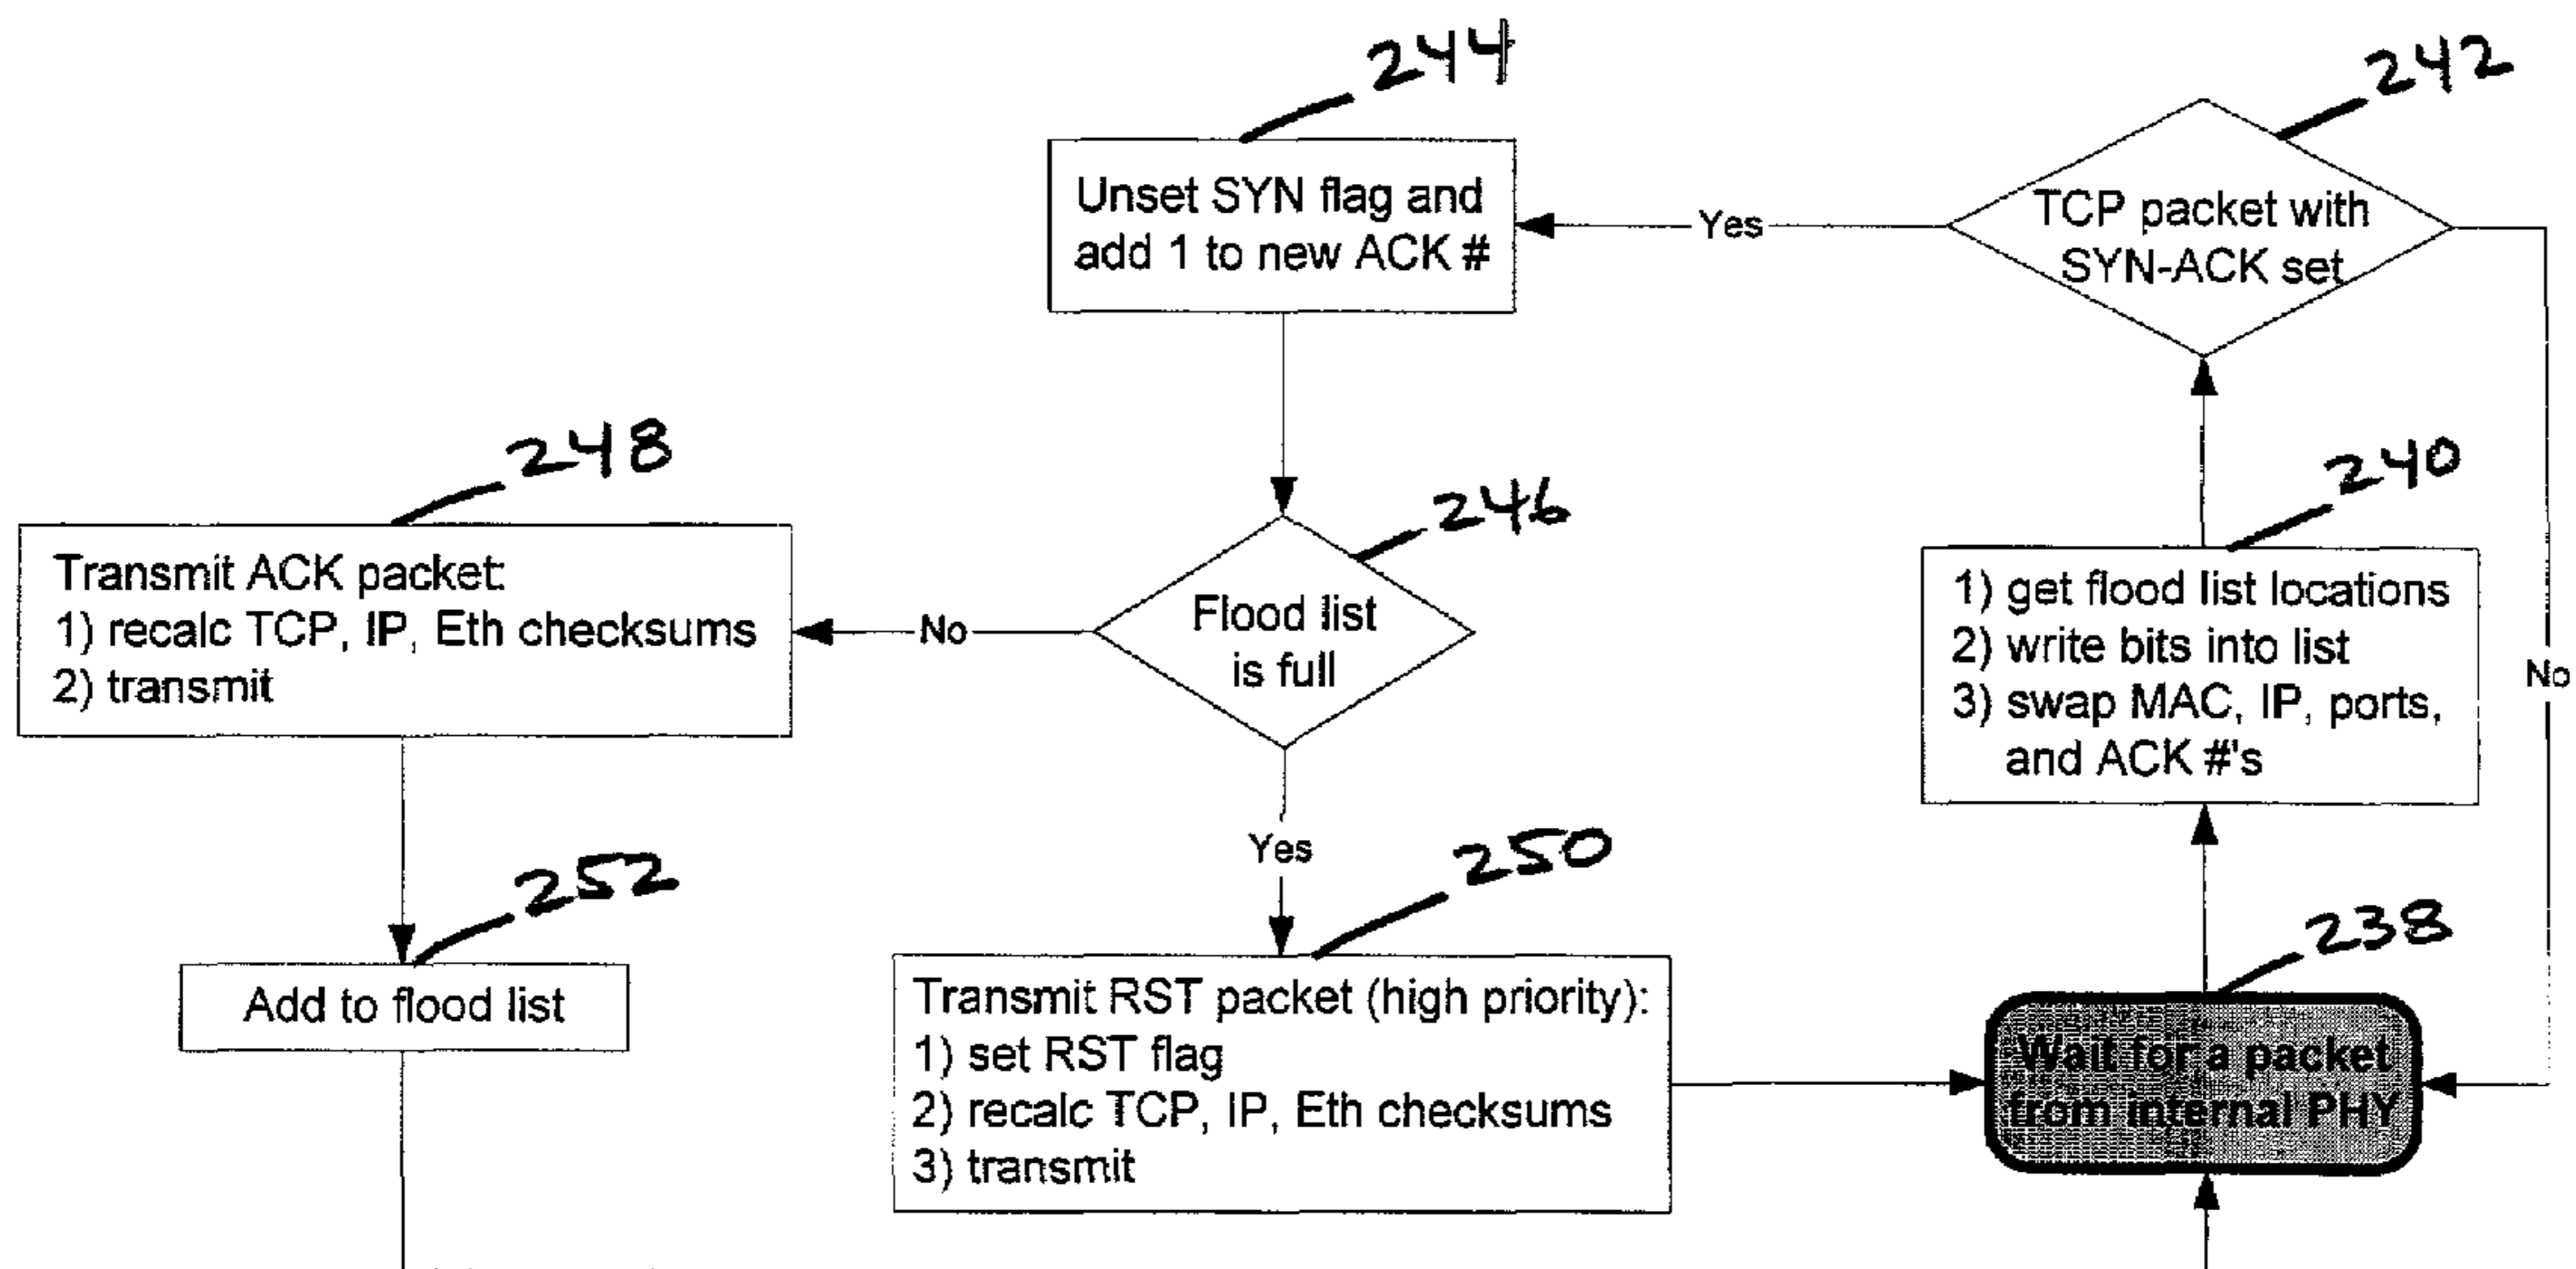 244
242
Unset SYN flag and
add 1 to new ACK #
Yes
TCP packet with
SYN-ACK set
248
246
240
Transmit ACK packet:
1) recalc TCP, IP, Eth checksums
2) transmit
No
Flood list
is full
1) get flood list locations
2) write bits into list
3) swap MAC, IP, ports,
and ACK #'s
No
Yes
252
250
238
Add to flood list
Transmit RST packet (high priority):
1) set RST flag
2) recalc TCP, IP, Eth checksums
3) transmit
Wait for a packet
from internal PHY